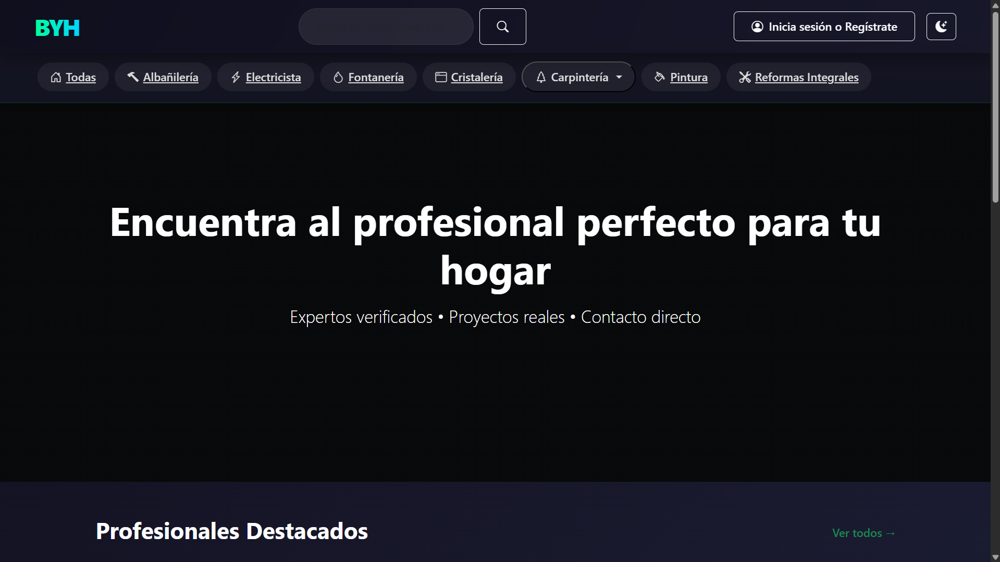 BYH
Inicia sesión o Regístrate
Todas
Albañilería
Electricista
Fontanería
Cristalería
Carpintería
Pintura
Reformas Integrales
Encuentra al profesional perfecto para tu
hogar
Expertos verificados • Proyectos reales • Contacto directo
Profesionales Destacados
Ver todos →